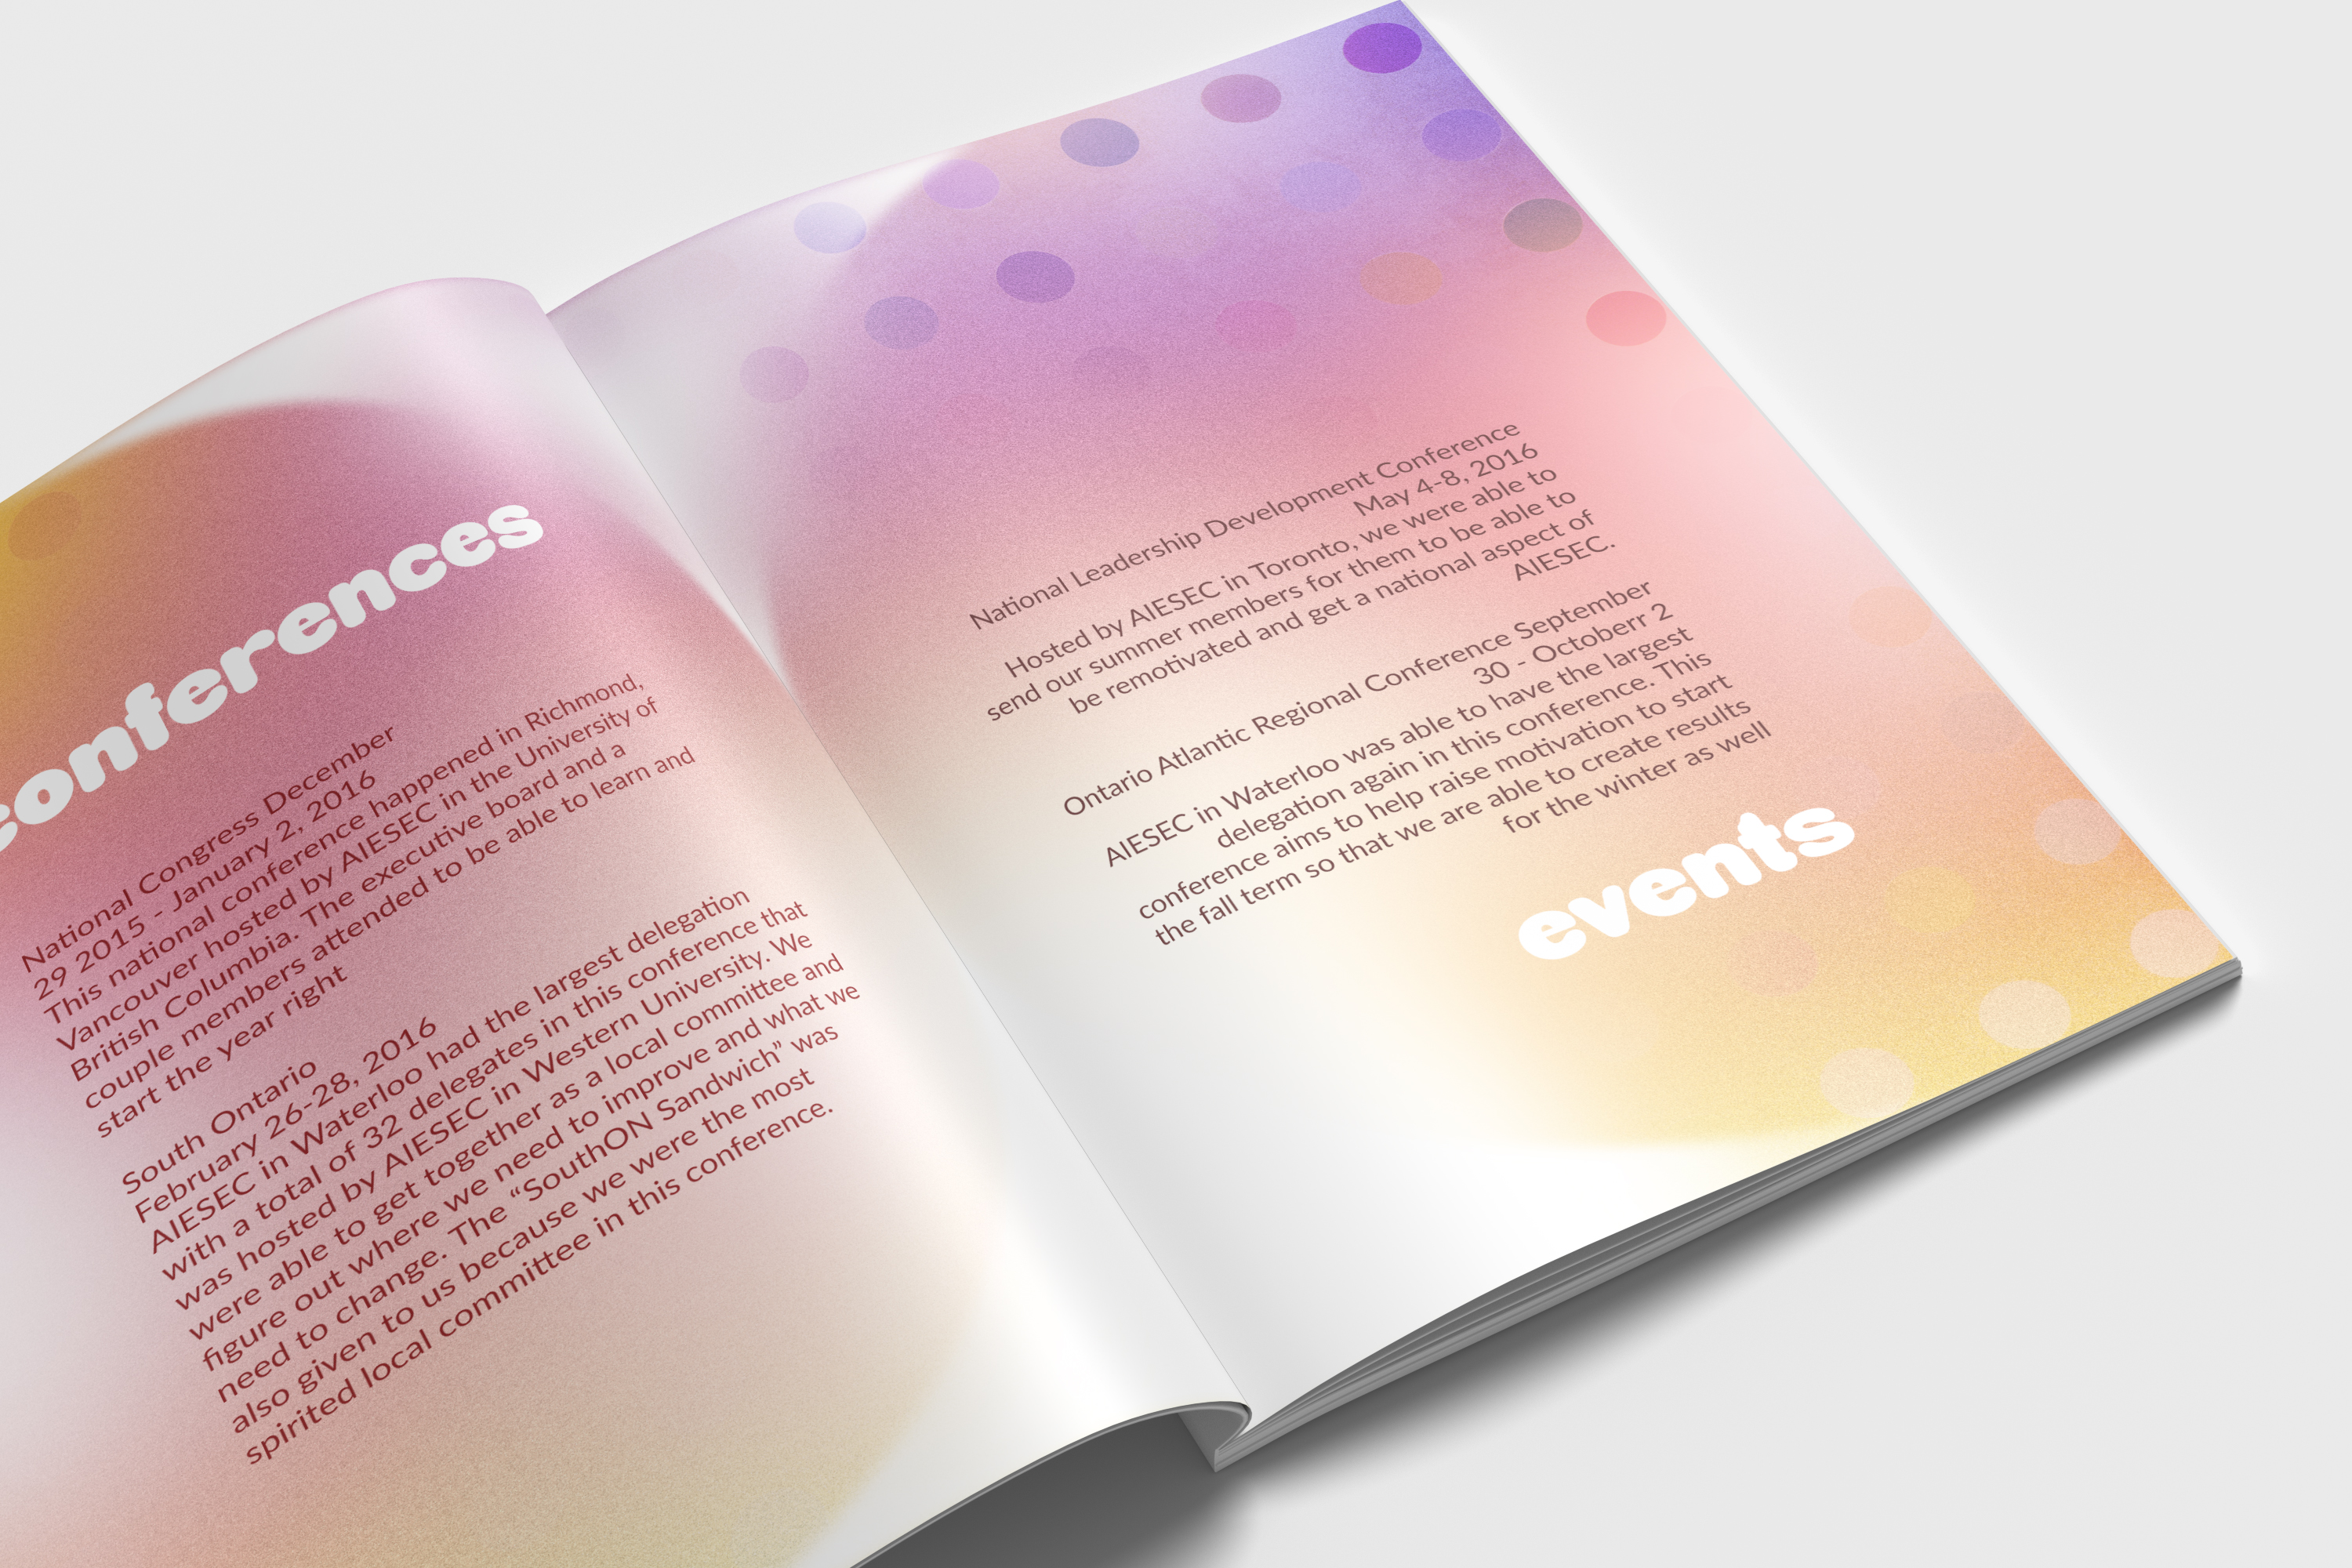 conferences
National Congress December
29 2015 - January 2, 2016
This national conference happened in Richmond,
Vancouver hosted by AIESEC in the University of
British Columbia. The executive board and a
couple members attended to be able to learn and
start the year right
South Ontario
February 26-28, 2016
AIESEC in Waterloo had the largest delegation
with a total of 32 delegates in this conference that
was hosted by AIESEC in Western University. We
were able to get together as a local committee and
figure out where we need to improve and what we
need to change. The “SouthON Sandwich” was
also given to us because we were the most
spirited local committee in this conference.
National Leadership Development Conference
May 4-8, 2016
Hosted by AIESEC in Toronto, we were able to
send our summer members for them to be able to
be remotivated and get a national aspect of
AIESEC.
Ontario Atlantic Regional Conference September
30 - Octoberr 2
AIESEC in Waterloo was able to have the largest
delegation again in this conference. This
conference aims to help raise motivation to start
the fall term so that we are able to create results
for the winter as well
events